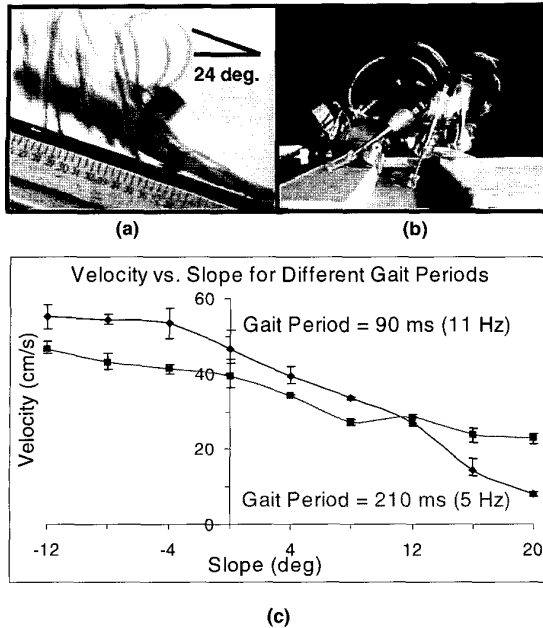 24 deg.
(a)
(b)
Velocity vs. Slope for Different Gait Periods
60
Gait Period = 90 ms (11 Hz)
40
Velocity (cm/s)
20
Gait Period = 210 ms (5 Hz)
0
-12
-4
4
12
20
Slope (deg)
(c)